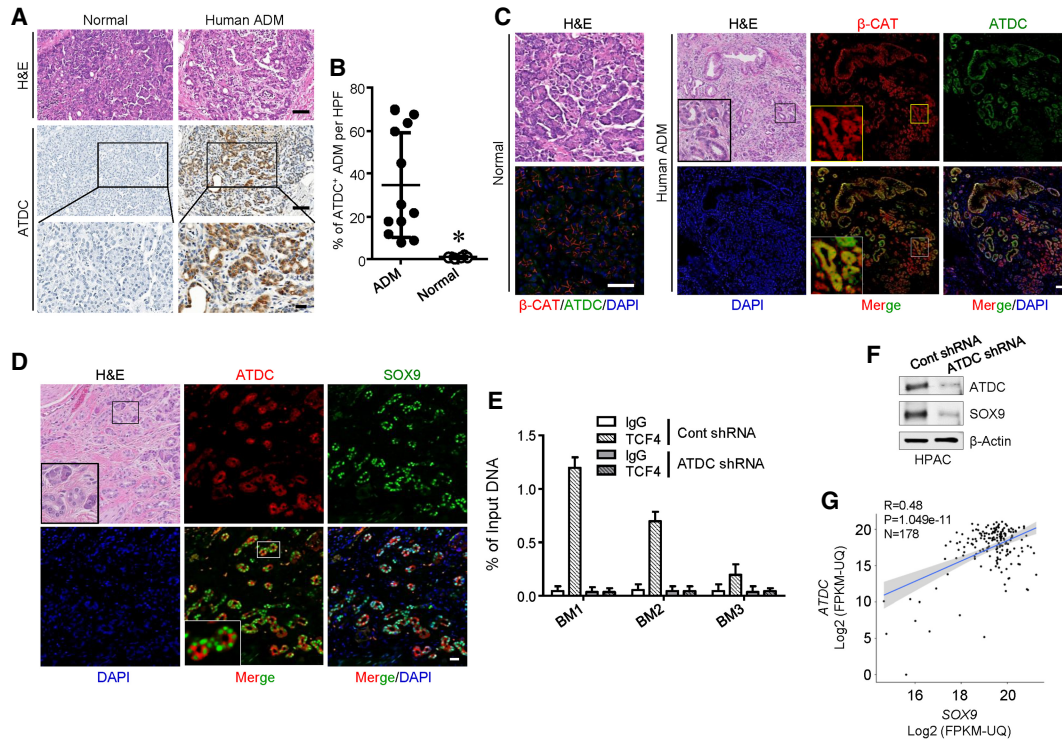 A
Normal
Human ADM
H&E
ATDC
B
% of ATDC⁺ ADM per HPF
80
60
40
20
0
*
ADM
Normal
C
H&E
H&E
β-CAT
ATDC
Normal
Human ADM
β-CAT/ATDC/DAPI
DAPI
Merge
Merge/DAPI
D
H&E
ATDC
SOX9
DAPI
Merge
Merge/DAPI
E
IgG
TCF4
Cont shRNA
IgG
TCF4
ATDC shRNA
% of Input DNA
1.5
1.0
0.5
0.0
BM1
BM2
BM3
F
Cont shRNA
ATDC shRNA
ATDC
SOX9
β-Actin
HPAC
G
R=0.48
P=1.049e-11
N=178
ATDC
Log2 (FPKM-UQ)
20
15
10
5
0
16
18
20
SOX9
Log2 (FPKM-UQ)